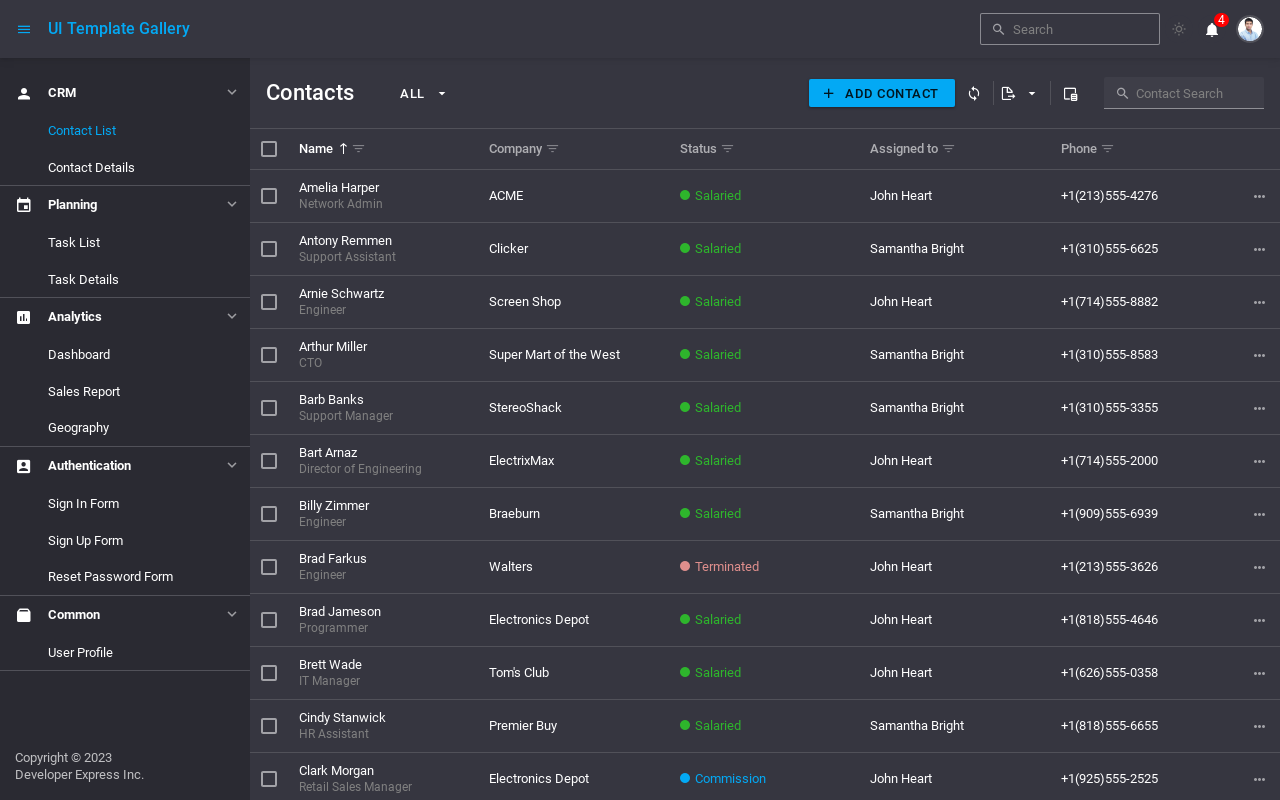 UI Template Gallery
Search
4
CRM
Contact List
Contact Details
Planning
Task List
Task Details
Analytics
Dashboard
Sales Report
Geography
Authentication
Sign In Form
Sign Up Form
Reset Password Form
Common
User Profile
Copyright © 2023
Developer Express Inc.
Contacts
ALL
ADD CONTACT
Contact Search
Name Company Status Assigned to Phone
Amelia Harper
Network Admin
ACME Salaried John Heart +1(213)555-4276
Antony Remmen
Support Assistant
Clicker Salaried Samantha Bright +1(310)555-6625
Arnie Schwartz
Engineer
Screen Shop Salaried John Heart +1(714)555-8882
Arthur Miller
CTO
Super Mart of the West Salaried Samantha Bright +1(310)555-8583
Barb Banks
Support Manager
StereoShack Salaried Samantha Bright +1(310)555-3355
Bart Arnaz
Director of Engineering
ElectrixMax Salaried John Heart +1(714)555-2000
Billy Zimmer
Engineer
Braeburn Salaried Samantha Bright +1(909)555-6939
Brad Farkus
Engineer
Walters Terminated John Heart +1(213)555-3626
Brad Jameson
Programmer
Electronics Depot Salaried John Heart +1(818)555-4646
Brett Wade
IT Manager
Tom's Club Salaried John Heart +1(626)555-0358
Cindy Stanwick
HR Assistant
Premier Buy Salaried Samantha Bright +1(818)555-6655
Clark Morgan
Retail Sales Manager
Electronics Depot Commission John Heart +1(925)555-2525